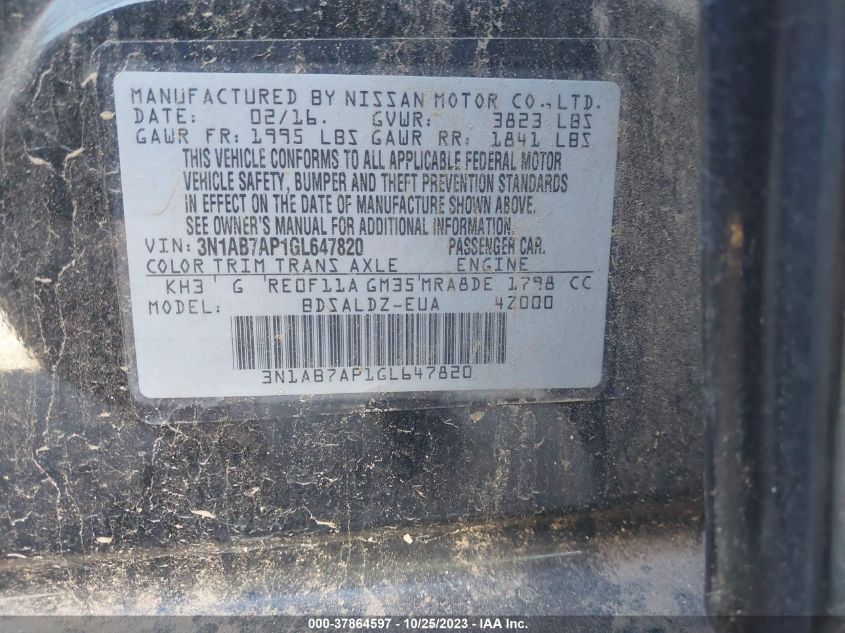 MANUFACTURED BY NISSAN MOTOR CO.,LTD.
DATE: 02/16. GVWR: 3823 LBS
GAWR FR: 1995 LBS GAWR RR: 1841 LBS
THIS VEHICLE CONFORMS TO ALL APPLICABLE FEDERAL MOTOR
VEHICLE SAFETY, BUMPER AND THEFT PREVENTION STANDARDS
IN EFFECT ON THE DATE OF MANUFACTURE SHOWN ABOVE.
SEE OWNER'S MANUAL FOR ADDITIONAL INFORMATION.
VIN: 3N1AB7AP1GL647820 PASSENGER CAR.
COLOR TRIM TRANS AXLE ENGINE
KH3 G RE0F11A GM35 MRA8DE 1798 CC
MODEL: BDSALDZ-EUA 4Z000
3N1AB7AP1GL647820
000-37864597 - 10/25/2023 - IAA Inc.